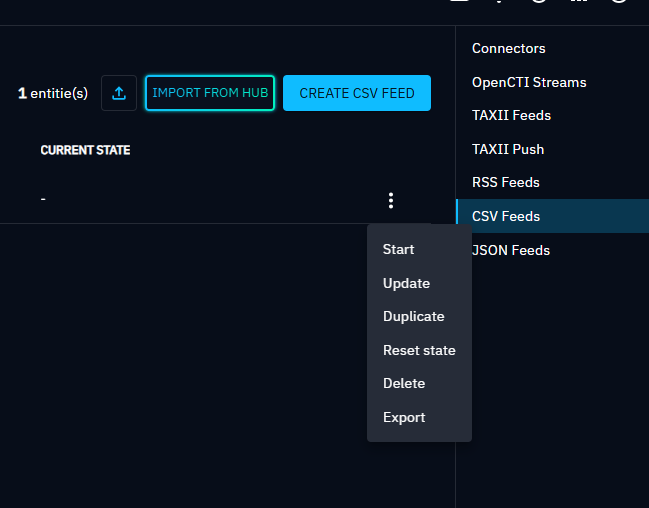 1 entitie(s)
IMPORT FROM HUB
CREATE CSV FEED
CURRENT STATE
-
Start
Update
Duplicate
Reset state
Delete
Export
Connectors
OpenCTI Streams
TAXII Feeds
TAXII Push
RSS Feeds
CSV Feeds
JSON Feeds